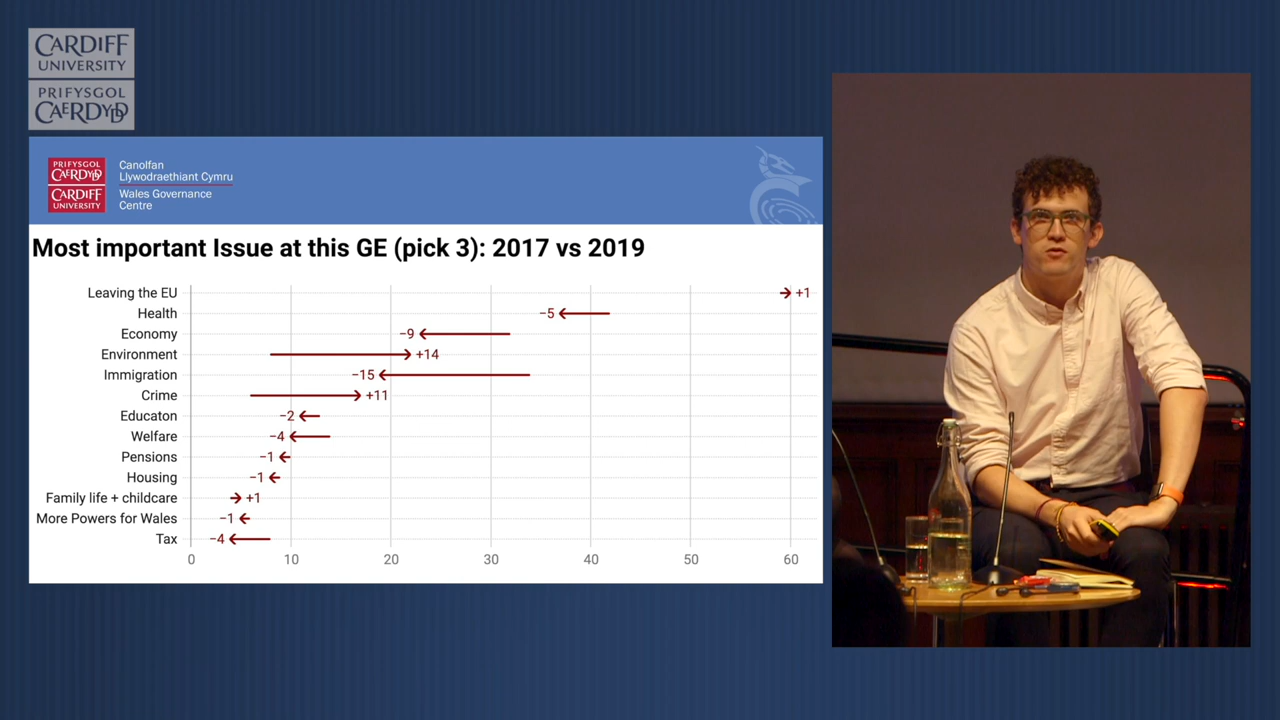 CARDIFF
UNIVERSITY
PRIFYSGOL
CAERDYDD
PRIFYSGOL
CAERDYDD
CARDIFF
UNIVERSITY
Canolfan
Llywodraethiant Cymru
Wales Governance
Centre
Most important Issue at this GE (pick 3): 2017 vs 2019
Leaving the EU +1
Health −5
Economy −9
Environment +14
Immigration −15
Crime +11
Educaton −2
Welfare −4
Pensions −1
Housing −1
Family life + childcare +1
More Powers for Wales −1
Tax −4
0 10 20 30 40 50 60